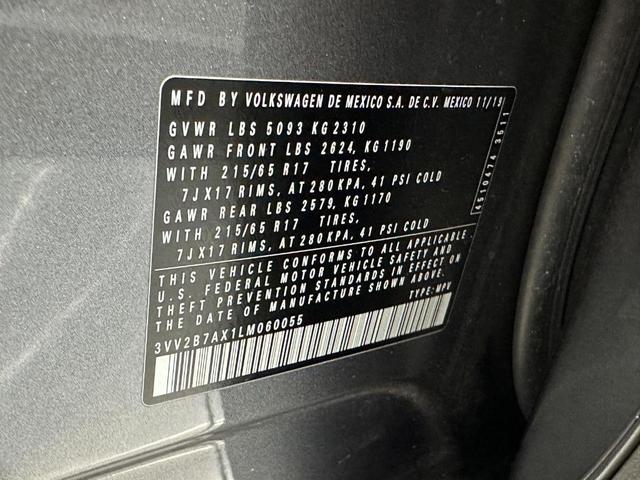 MFD BY VOLKSWAGEN DE MEXICO S.A. DE C.V. MEXICO 11/19
GVWR LBS 5093 KG 2310
GAWR FRONT LBS 2624, KG 1190
WITH 215/65 R17 TIRES,
7JX17 RIMS, AT 280 KPA, 41 PSI COLD
GAWR REAR LBS 2579, KG 1170
WITH 215/65 R17 TIRES,
7JX17 RIMS, AT 280 KPA, 41 PSI COLD
THIS VEHICLE CONFORMS TO ALL APPLICABLE
U.S. FEDERAL MOTOR VEHICLE SAFETY AND
THEFT PREVENTION STANDARDS IN EFFECT ON
THE DATE OF MANUFACTURE SHOWN ABOVE.
TYPE: MPV
3VV2B7AX1LM060055
4510474 3511